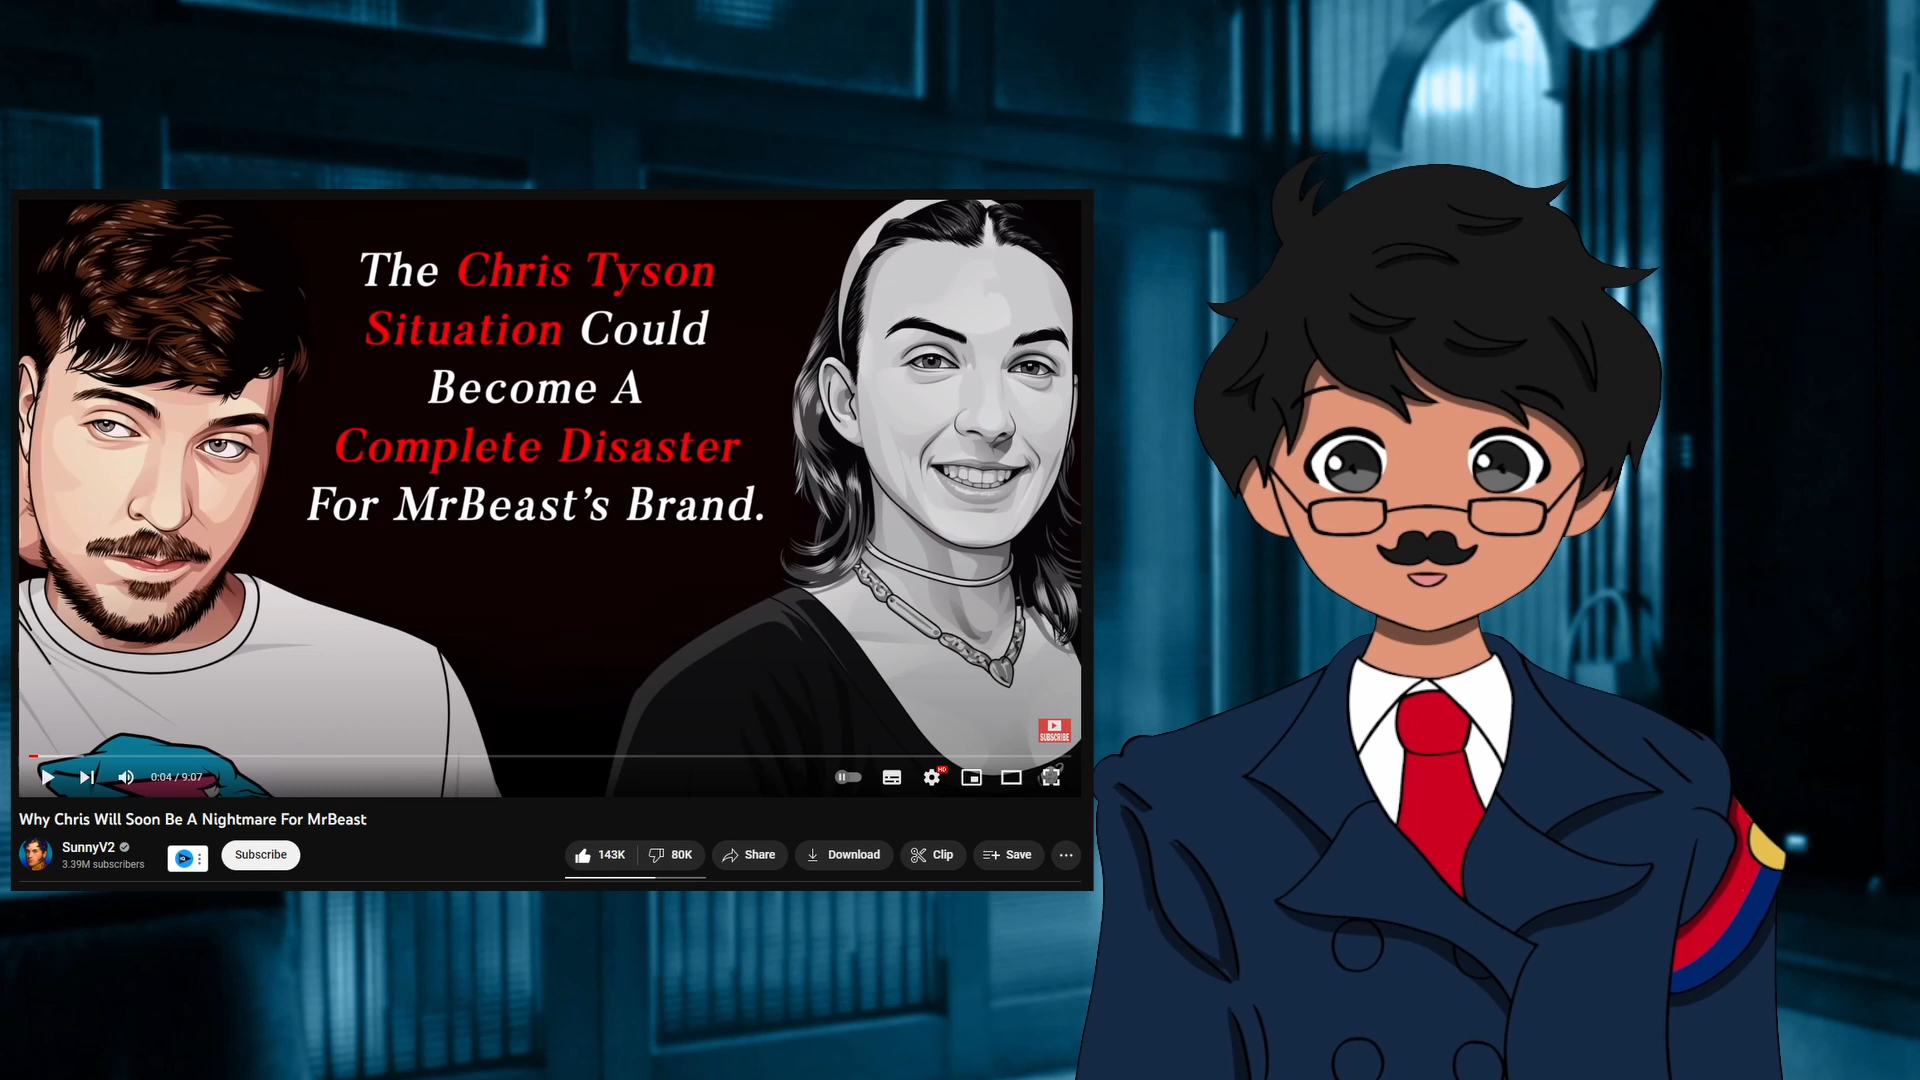 The Chris Tyson
Situation Could
Become A
Complete Disaster
For MrBeast's Brand.
SUBSCRIBE
0:04 / 9:07
HD
Why Chris Will Soon Be A Nightmare For MrBeast
SunnyV2
3.39M subscribers
Subscribe
143K
80K
Share
Download
Clip
Save